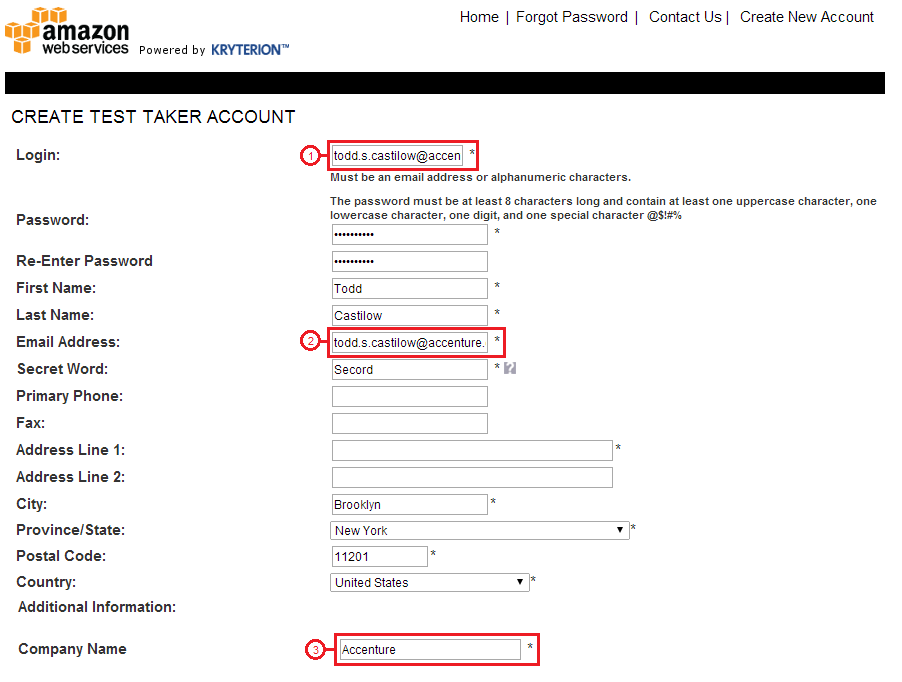 Home | Forgot Password | Contact Us | Create New Account
amazon
webservices Powered by KRYTERION™
CREATE TEST TAKER ACCOUNT
Login: 1 todd.s.castilow@accen *
Must be an email address or alphanumeric characters.
The password must be at least 8 characters long and contain at least one uppercase character, one
lowercase character, one digit, and one special character @$!#%
Password: •••••••••• *
Re-Enter Password ••••••••••
First Name: Todd *
Last Name: Castilow *
Email Address: 2 todd.s.castilow@accenture. *
Secret Word: Secord * ?
Primary Phone:
Fax:
Address Line 1: *
Address Line 2:
City: Brooklyn *
Province/State: New York *
Postal Code: 11201 *
Country: United States *
Additional Information:
Company Name 3 Accenture *